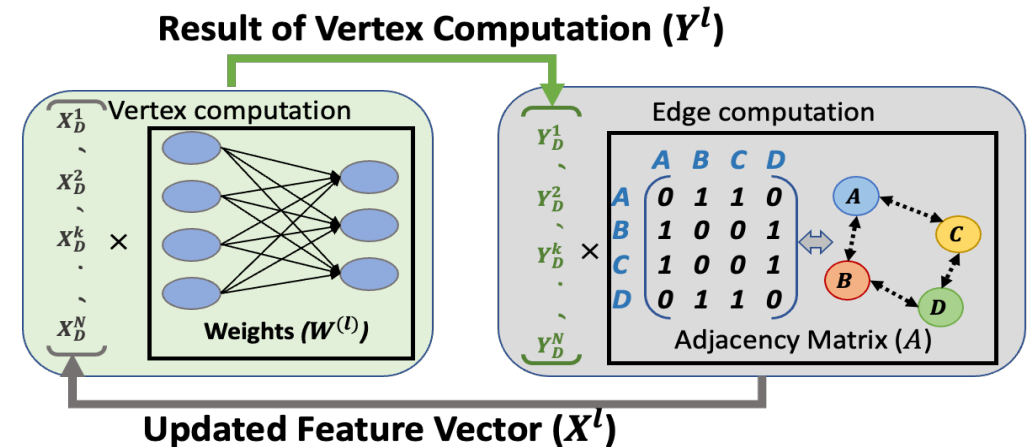 Result of Vertex Computation (Y^l)
Vertex computation
X_D^1
X_D^2
X_D^k
X_D^N
×
Weights (W^(l))
Edge computation
Y_D^1
Y_D^2
Y_D^k
Y_D^N
×
A B C D
A 0 1 1 0
B 1 0 0 1
C 1 0 0 1
D 0 1 1 0
A
C
B
D
Adjacency Matrix (A)
Updated Feature Vector (X^l)